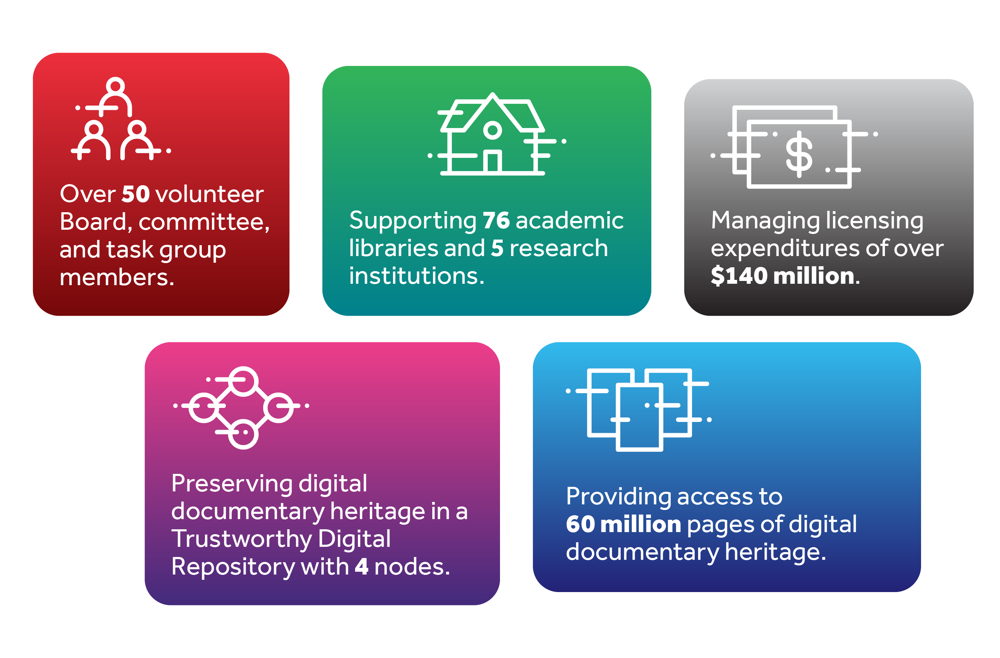 Over 50 volunteer
Board, committee,
and task group
members.
Supporting 76 academic
libraries and 5 research
institutions.
$
Managing licensing
expenditures of over
$140 million.
Preserving digital
documentary heritage in a
Trustworthy Digital
Repository with 4 nodes.
Providing access to
60 million pages of digital
documentary heritage.